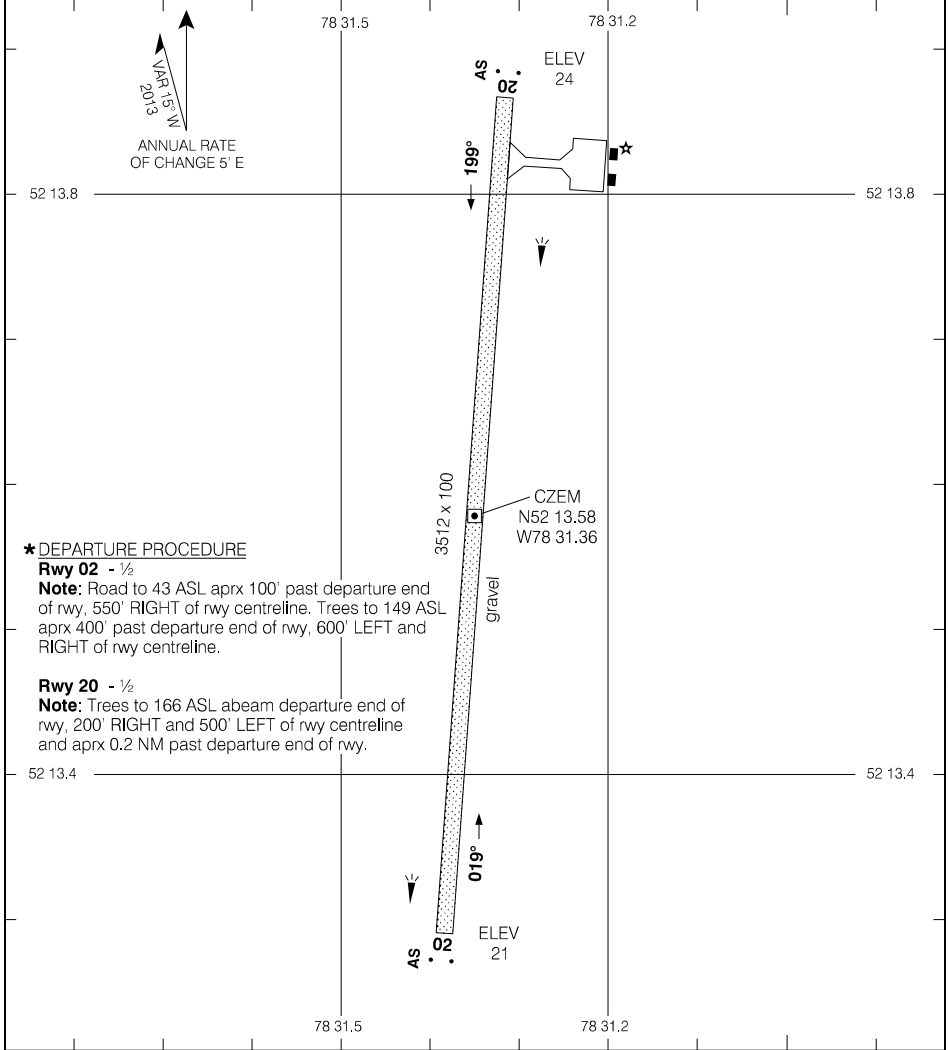 78 31.5
78 31.2
VAR 15° W
2013
ANNUAL RATE
OF CHANGE 5' E
AS
20
ELEV
24
199°
52 13.8
52 13.8
3512 x 100
CZEM
N52 13.58
W78 31.36
gravel
*DEPARTURE PROCEDURE
Rwy 02 - ½
Note: Road to 43 ASL aprx 100' past departure end
of rwy, 550' RIGHT of rwy centreline. Trees to 149 ASL
aprx 400' past departure end of rwy, 600' LEFT and
RIGHT of rwy centreline.
Rwy 20 - ½
Note: Trees to 166 ASL abeam departure end of
rwy, 200' RIGHT and 500' LEFT of rwy centreline
and aprx 0.2 NM past departure end of rwy.
52 13.4
52 13.4
019°
AS
02
ELEV
21
78 31.5
78 31.2